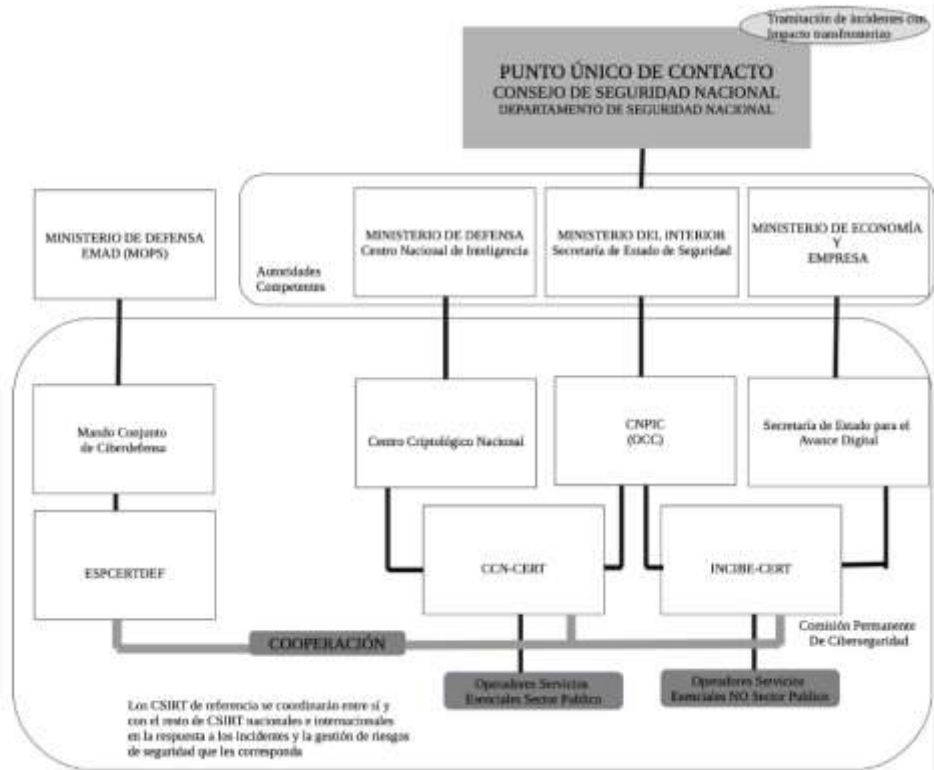 Tramitación de incidentes con
Impacto transfronterizo
PUNTO ÚNICO DE CONTACTO
CONSEJO DE SEGURIDAD NACIONAL
DEPARTAMENTO DE SEGURIDAD NACIONAL
MINISTERIO DE DEFENSA
EMAD (MOPS)
Autoridades
Competentes
MINISTERIO DE DEFENSA
Centro Nacional de Inteligencia
MINISTERIO DEL INTERIOR
Secretaría de Estado de Seguridad
MINISTERIO DE ECONOMÍA
Y
EMPRESA
Mando Conjunto
de Ciberdefensa
Centro Criptológico Nacional
CNPIC
(OCC)
Secretaría de Estado para el
Avance Digital
ESPCERTDEF
CCN-CERT
INCIBE-CERT
COOPERACIÓN
Comisión Permanente
De Ciberseguridad
Operadores Servicios
Esenciales Sector Publico
Operadores Servicios
Esenciales NO Sector Publico
Los CSIRT de referencia se coordinarán entre sí y
con el resto de CSIRT nacionales e internacionales
en la respuesta a los incidentes y la gestión de riesgos
de seguridad que les corresponda